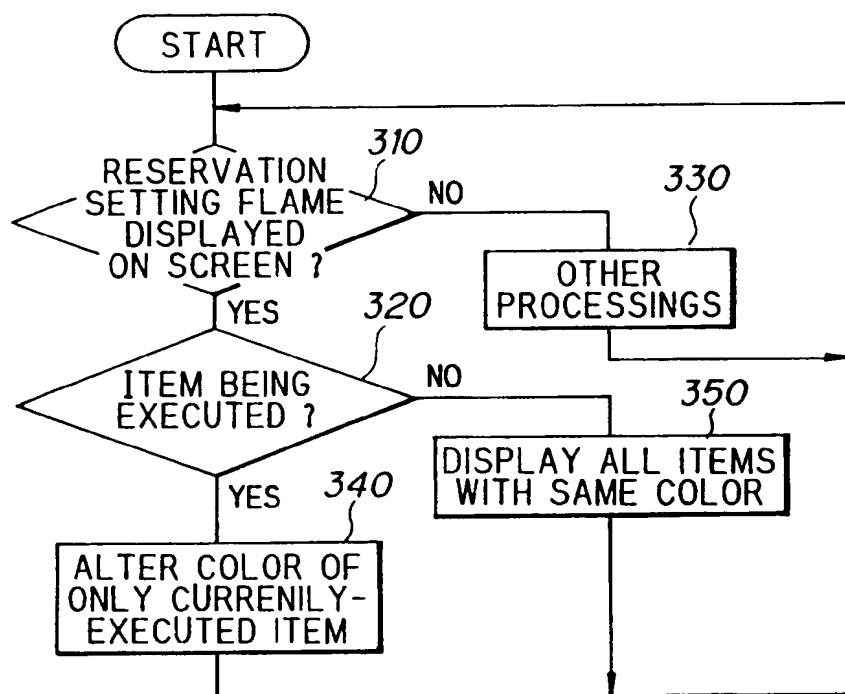 START
310
RESERVATION
SETTING FLAME
DISPLAYED
ON SCREEN ?
NO
330
OTHER
PROCESSINGS
YES
320
ITEM BEING
EXECUTED ?
NO
350
DISPLAY ALL ITEMS
WITH SAME COLOR
YES
340
ALTER COLOR OF
ONLY CURRENILY-
EXECUTED ITEM